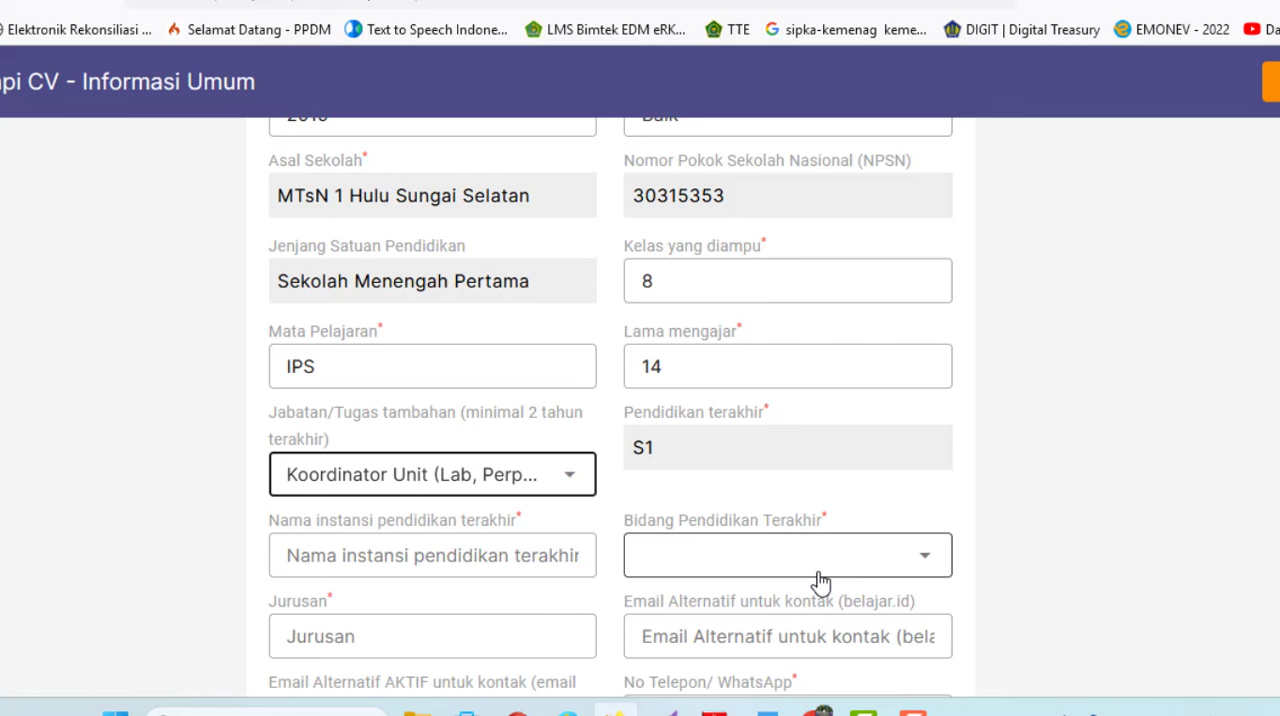 Elektronik Rekonsiliasi ... Selamat Datang - PPDM Text to Speech Indone... LMS Bimtek EDM eRK... TTE sipka-kemenag keme... DIGIT | Digital Treasury EMONEV - 2022 Da
pi CV - Informasi Umum
Asal Sekolah* Nomor Pokok Sekolah Nasional (NPSN)
MTsN 1 Hulu Sungai Selatan 30315353
Jenjang Satuan Pendidikan Kelas yang diampu*
Sekolah Menengah Pertama 8
Mata Pelajaran* Lama mengajar*
IPS 14
Jabatan/Tugas tambahan (minimal 2 tahun
terakhir)
Pendidikan terakhir*
S1
Koordinator Unit (Lab, Perp...
Nama instansi pendidikan terakhir* Bidang Pendidikan Terakhir*
Nama instansi pendidikan terakhir
Jurusan* Email Alternatif untuk kontak (belajar.id)
Jurusan Email Alternatif untuk kontak (bela
Email Alternatif AKTIF untuk kontak (email No Telepon/ WhatsApp*